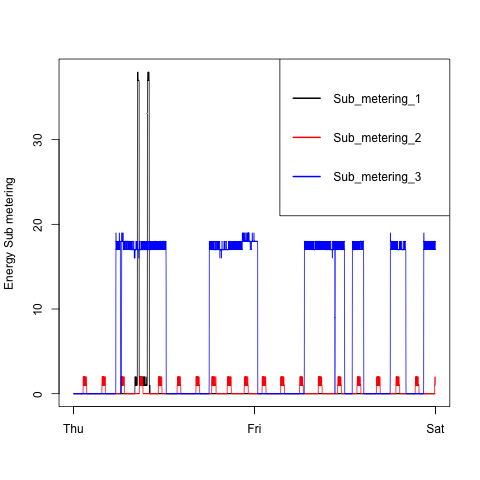 Sub_metering_1
Sub_metering_2
Sub_metering_3
Energy Sub metering
30
20
10
0
Thu Fri Sat